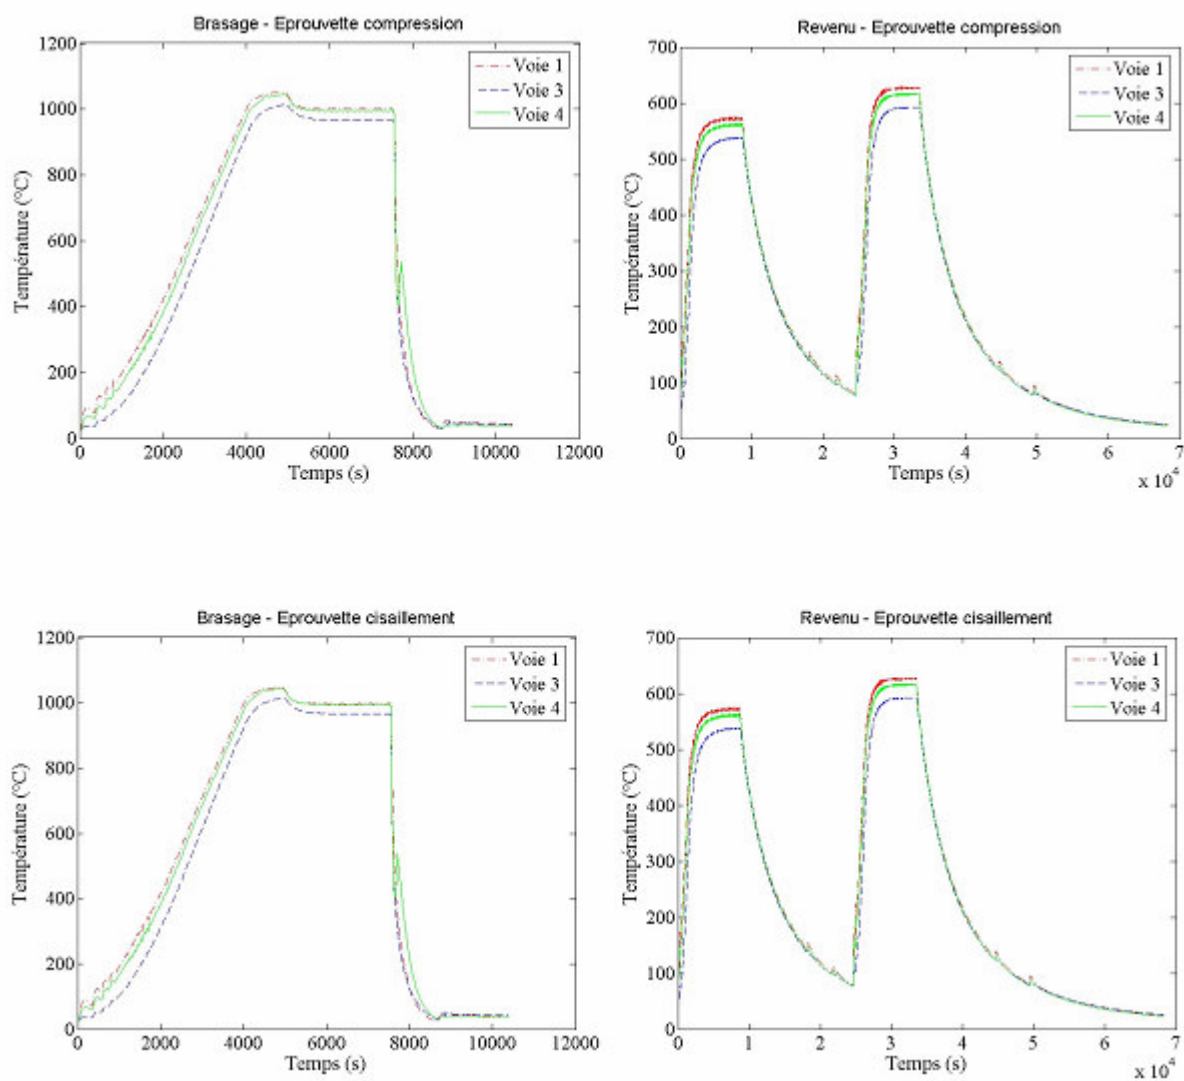 Brasage - Eprouvette compression
1200
1000
800
600
400
200
0
Température (°C)
Voie 1
Voie 3
Voie 4
0
2000
4000
6000
8000
10000
12000
Temps (s)
Revenu - Eprouvette compression
700
600
500
400
300
200
100
0
Température (°C)
Voie 1
Voie 3
Voie 4
0
1
2
3
4
5
6
7
Temps (s)
x 10⁴
Brasage - Eprouvette cisaillement
1200
1000
800
600
400
200
0
Température (°C)
Voie 1
Voie 3
Voie 4
0
2000
4000
6000
8000
10000
12000
Temps (s)
Revenu - Eprouvette cisaillement
700
600
500
400
300
200
100
0
Température (°C)
Voie 1
Voie 3
Voie 4
0
1
2
3
4
5
6
7
Temps (s)
x 10⁴